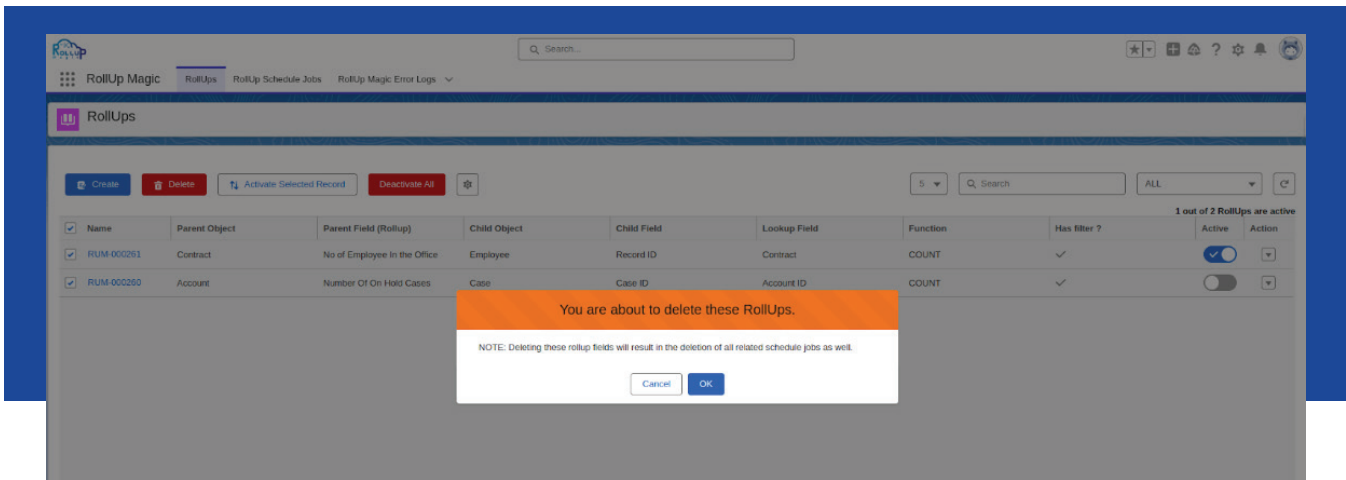 RollUp
Search...
RollUp Magic RollUps RollUp Schedule Jobs RollUp Magic Error Logs
RollUps
Create Delete Activate Selected Record Deactivate All 5 Search ALL
1 out of 2 RollUps are active
Name Parent Object Parent Field (Rollup) Child Object Child Field Lookup Field Function Has filter ? Active Action
RUM-000261 Contract No of Employee In the Office Employee Record ID Contract COUNT
RUM-000260 Account Number Of On Hold Cases Case Case ID Account ID COUNT
You are about to delete these RollUps.
NOTE: Deleting these rollup fields will result in the deletion of all related schedule jobs as well.
Cancel OK